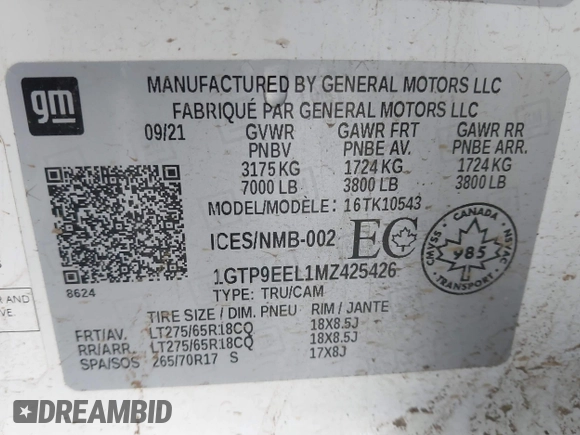 gm
MANUFACTURED BY GENERAL MOTORS LLC
FABRIQUÉ PAR GENERAL MOTORS LLC
09/21 GVWR GAWR FRT GAWR RR
PNBV PNBE AV. PNBE ARR.
3175 KG 1724 KG 1724 KG
7000 LB 3800 LB 3800 LB
MODEL/MODÈLE: 16TK10543
ICES/NMB-002 EC
CANADA
CMVSS NSVAC
985
TRANSPORT
1GTP9EEL1MZ425426
8624
TYPE: TRU/CAM
TIRE SIZE / DIM. PNEU RIM / JANTE
FRT/AV. LT275/65R18CQ 18X8.5J
RR/ARR. LT275/65R18CQ 18X8.5J
SPA/SOS 265/70R17 S 17X8J
R AND
VE.
DREAMBID